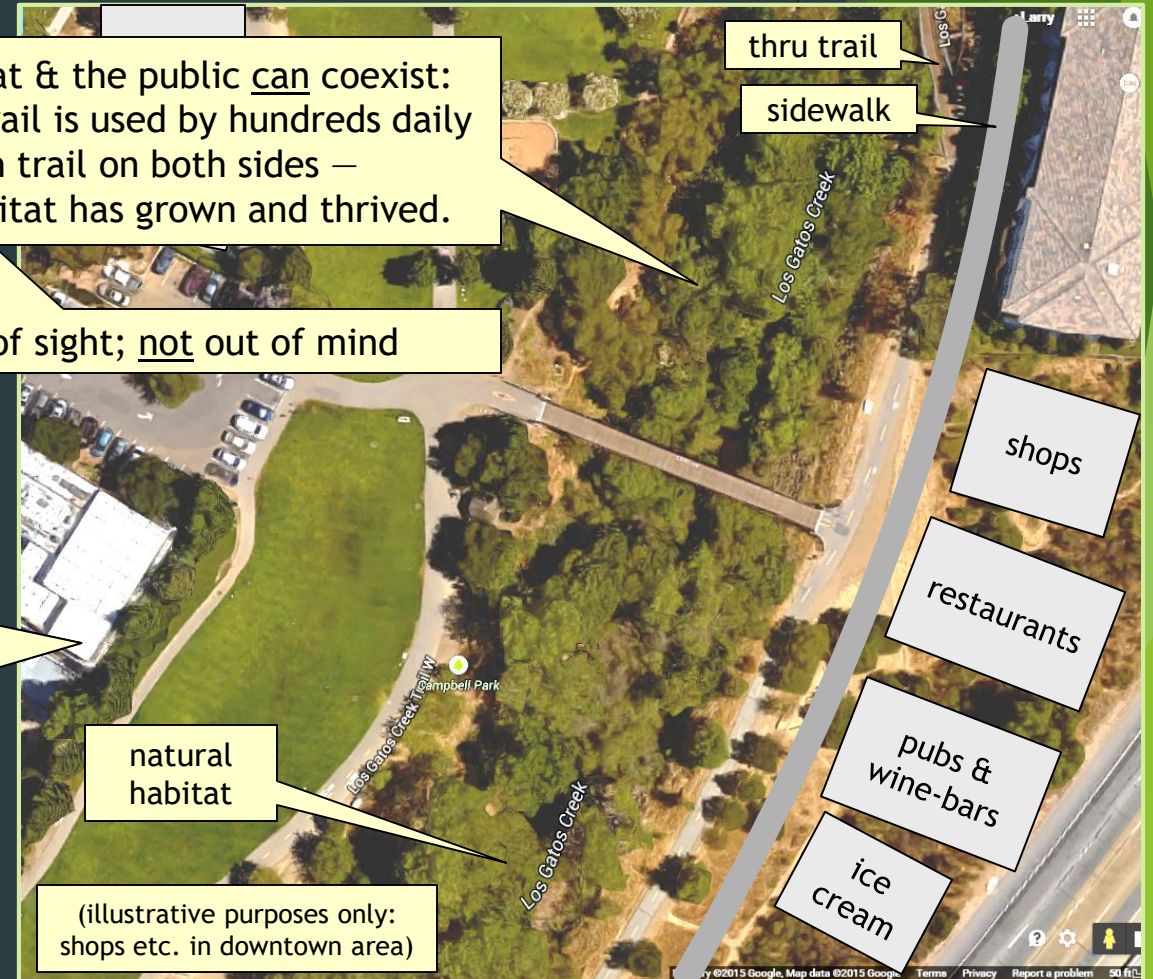 Larry
thru trail
Los G
sidewalk
at & the public can coexist:
rail is used by hundreds daily
n trail on both sides —
itat has grown and thrived.
Los Gatos Creek
of sight; not out of mind
shops
restaurants
Campbell Park
Los Gatos Creek Trail W
pubs &
wine-bars
natural
habitat
Los Gatos Creek
ice
cream
(illustrative purposes only:
shops etc. in downtown area)
©2015 Google, Map data ©2015 Google Terms Privacy Report a problem 50 ft